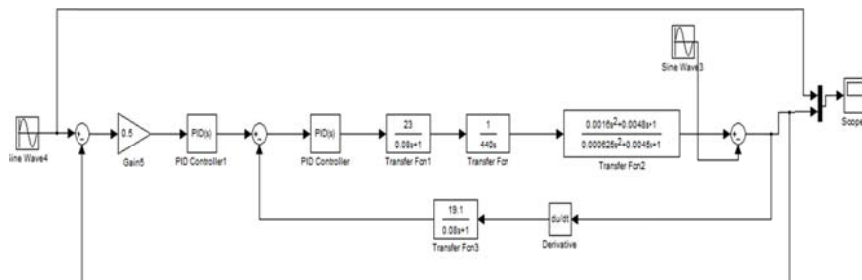 Sine Wave3
0.5
PID(s)
PID(s)
23
0.08s+1
1
440s
0.0016s²+0.0048s+1
0.000625s²+0.0045s+1
Scope
Sine Wave4
Gain5
PID Controller1
PID Controller
Transfer Fcn1
Transfer Fcn
Transfer Fcn2
19.1
0.08s+1
du/dt
Transfer Fcn3
Derivative